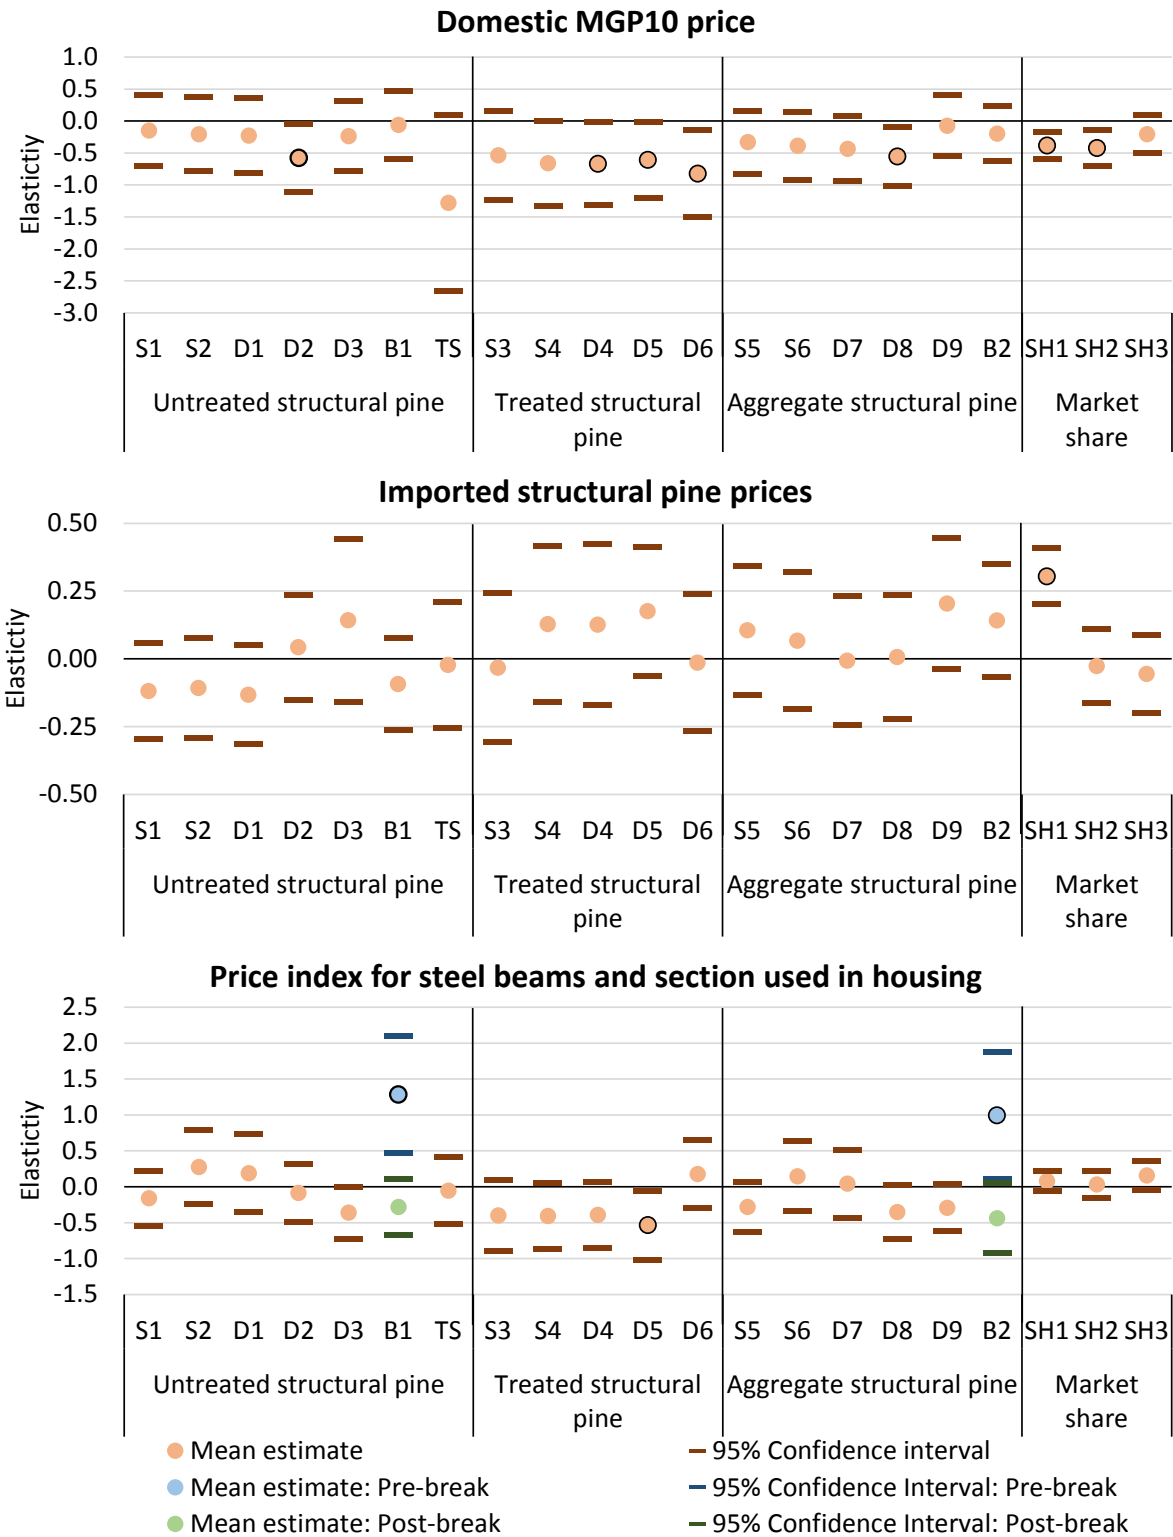 Domestic MGP10 price
1.0
0.5
0.0
-0.5
-1.0
-1.5
-2.0
-2.5
-3.0
Elastictiy
S1 S2 D1 D2 D3 B1 TS S3 S4 D4 D5 D6 S5 S6 D7 D8 D9 B2 SH1 SH2 SH3
Untreated structural pine Treated structural pine Aggregate structural pine Market share
Imported structural pine prices
0.50
0.25
0.00
-0.25
-0.50
Elastictiy
S1 S2 D1 D2 D3 B1 TS S3 S4 D4 D5 D6 S5 S6 D7 D8 D9 B2 SH1 SH2 SH3
Untreated structural pine Treated structural pine Aggregate structural pine Market share
Price index for steel beams and section used in housing
2.5
2.0
1.5
1.0
0.5
0.0
-0.5
-1.0
-1.5
Elastictiy
S1 S2 D1 D2 D3 B1 TS S3 S4 D4 D5 D6 S5 S6 D7 D8 D9 B2 SH1 SH2 SH3
Untreated structural pine Treated structural pine Aggregate structural pine Market share
Mean estimate 95% Confidence interval
Mean estimate: Pre-break 95% Confidence Interval: Pre-break
Mean estimate: Post-break 95% Confidence Interval: Post-break